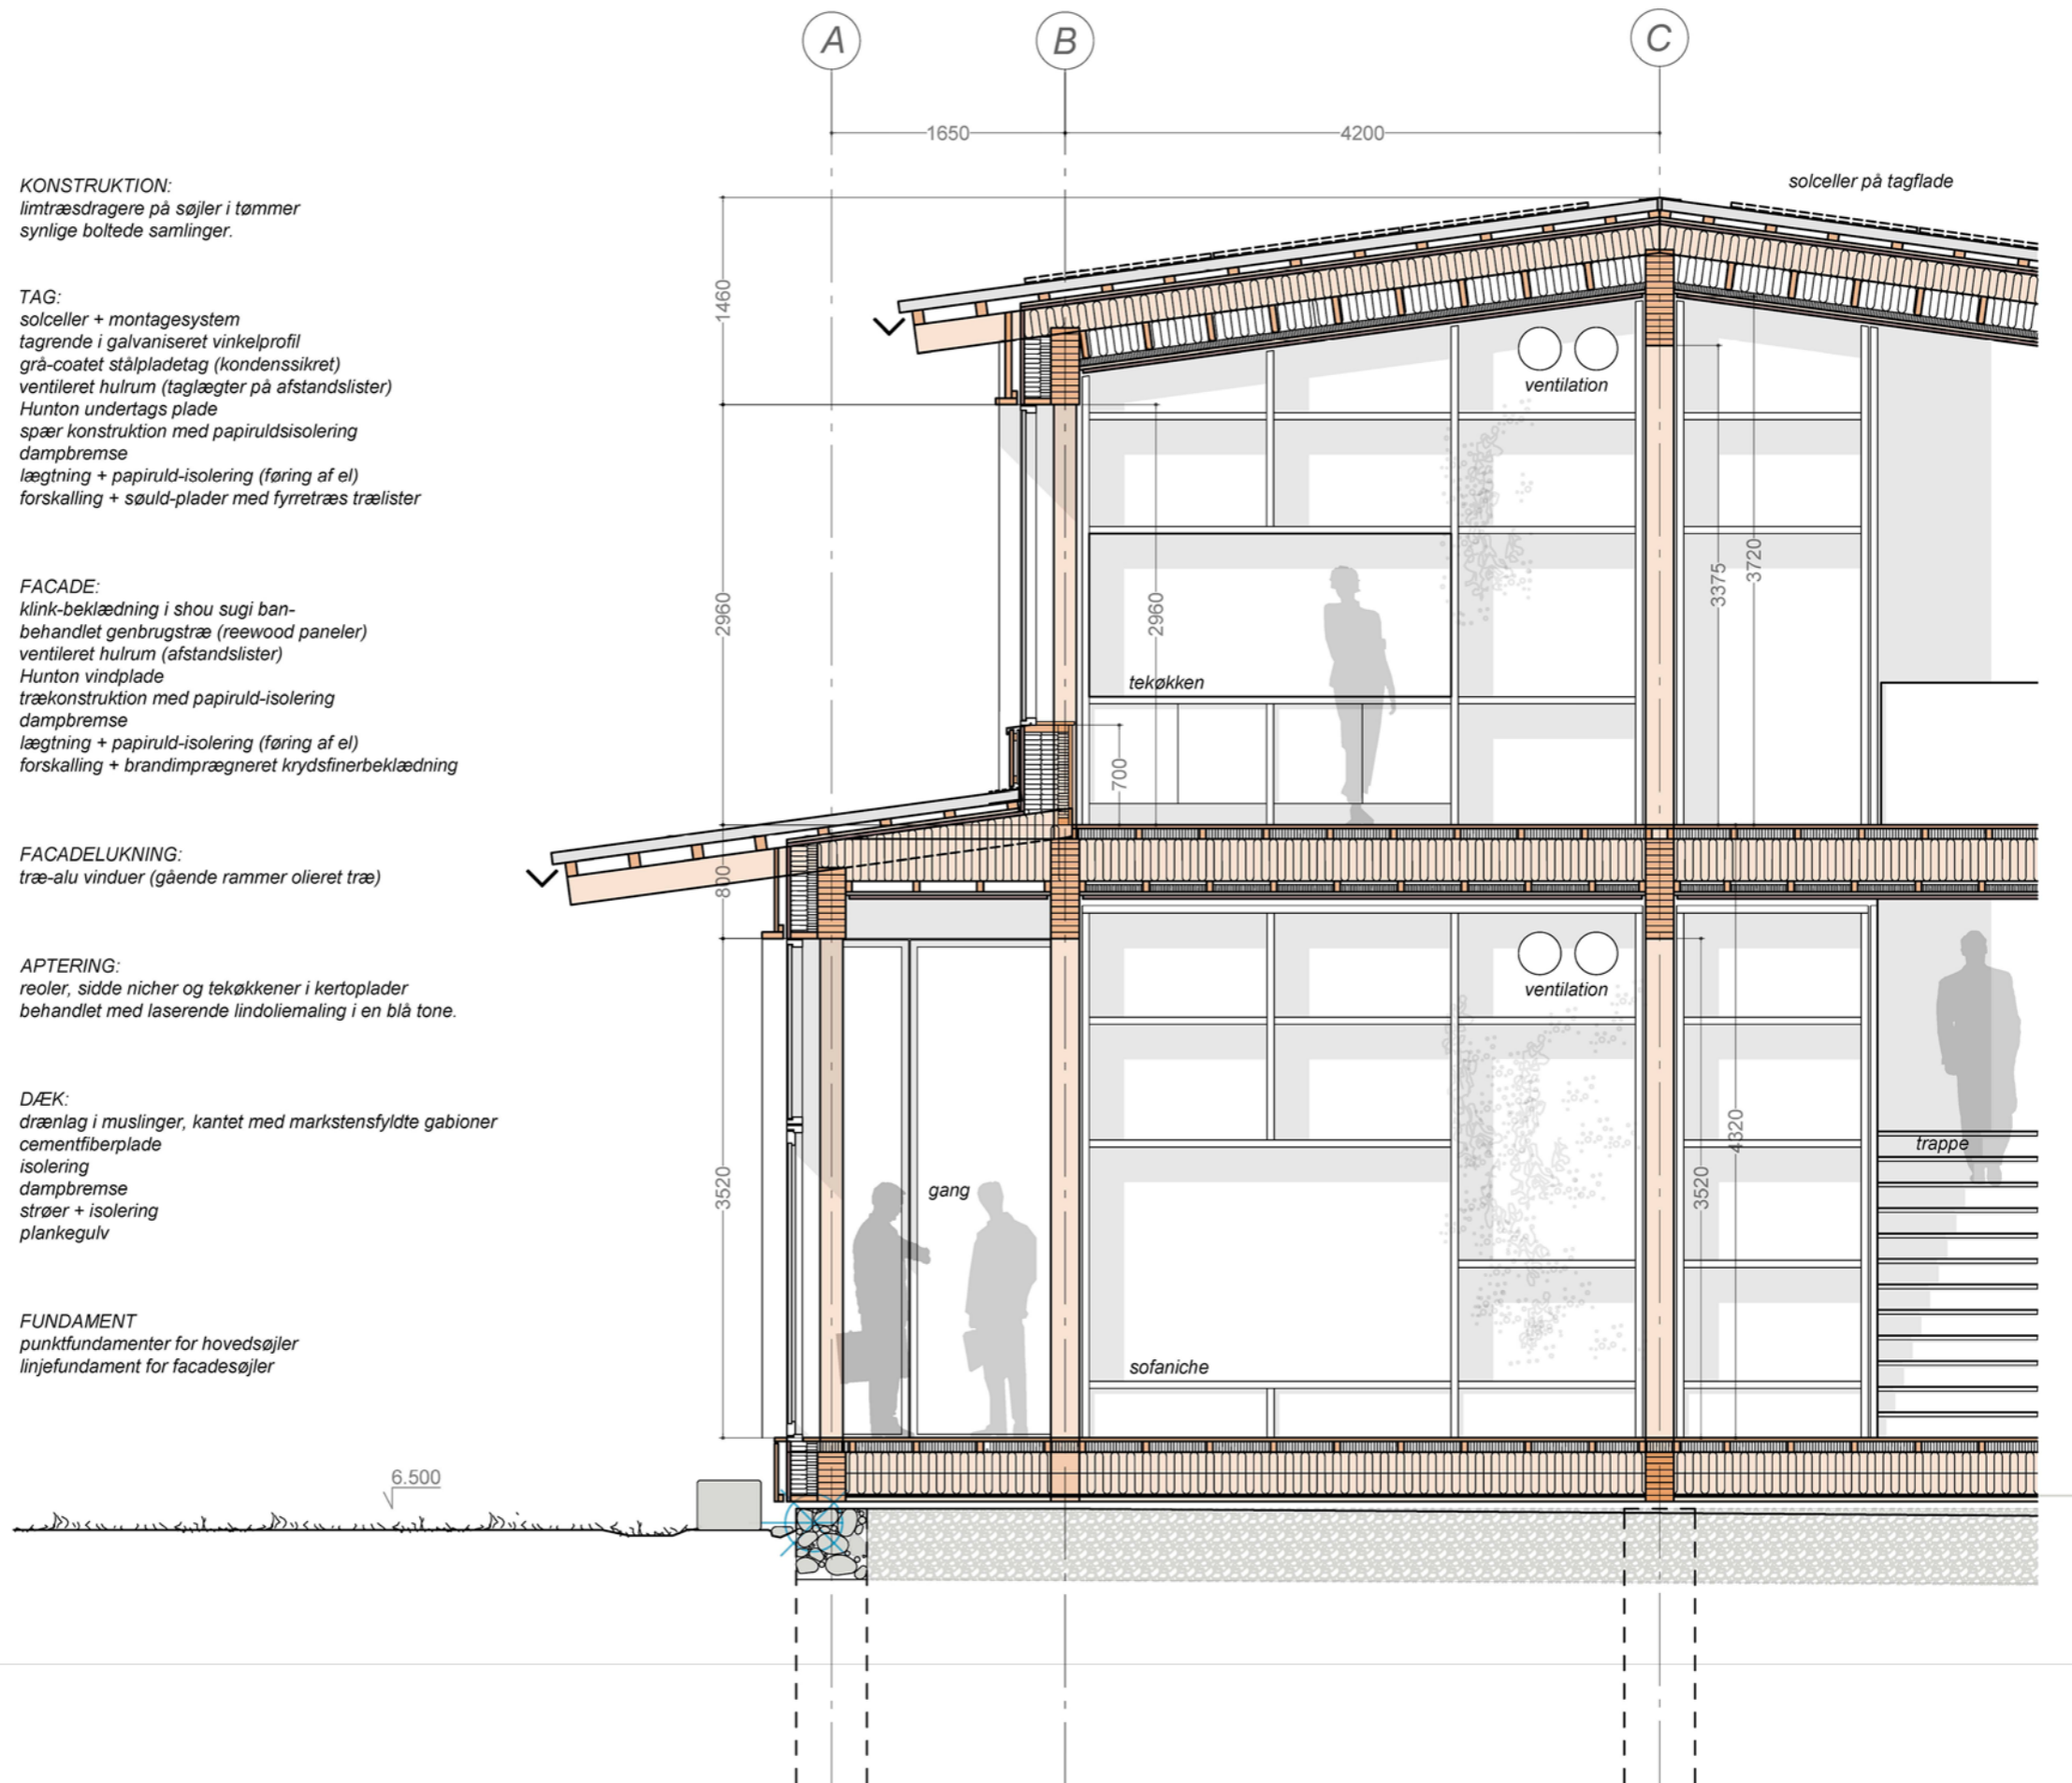 A B C
1650 4200
solceller på tagflade
KONSTRUKTION:
limtræsdragere på søjler i tømmer
synlige boltede samlinger.
TAG:
solceller + montagesystem
tagrende i galvaniseret vinkelprofil
grå-coatet stålpladetag (kondenssikret)
ventileret hulrum (taglægter på afstandslister)
Hunton undertags plade
spær konstruktion med papiruldsisolering
dampbremse
lægtning + papiruld-isolering (føring af el)
forskalling + søuld-plader med fyrretræs trælister
FACADE:
klink-beklædning i shou sugi ban-
behandlet genbrugstræ (reewood paneler)
ventileret hulrum (afstandslister)
Hunton vindplade
trækonstruktion med papiruld-isolering
dampbremse
lægtning + papiruld-isolering (føring af el)
forskalling + brandimprægneret krydsfinerbeklædning
FACADELUKNING:
træ-alu vinduer (gående rammer olieret træ)
APTERING:
reoler, sidde nicher og tekøkkener i kertoplader
behandlet med laserende lindoliemaling i en blå tone.
DÆK:
drænlag i muslinger, kantet med markstensfyldte gabioner
cementfiberplade
isolering
dampbremse
strøer + isolering
plankegulv
FUNDAMENT
punktfundamenter for hovedsøjler
linjefundament for facadesøjler
6.500
1460
2960
800
3520
ventilation
2960
3375
3720
tekøkken
700
ventilation
4320
3520
trappe
gang
sofaniche